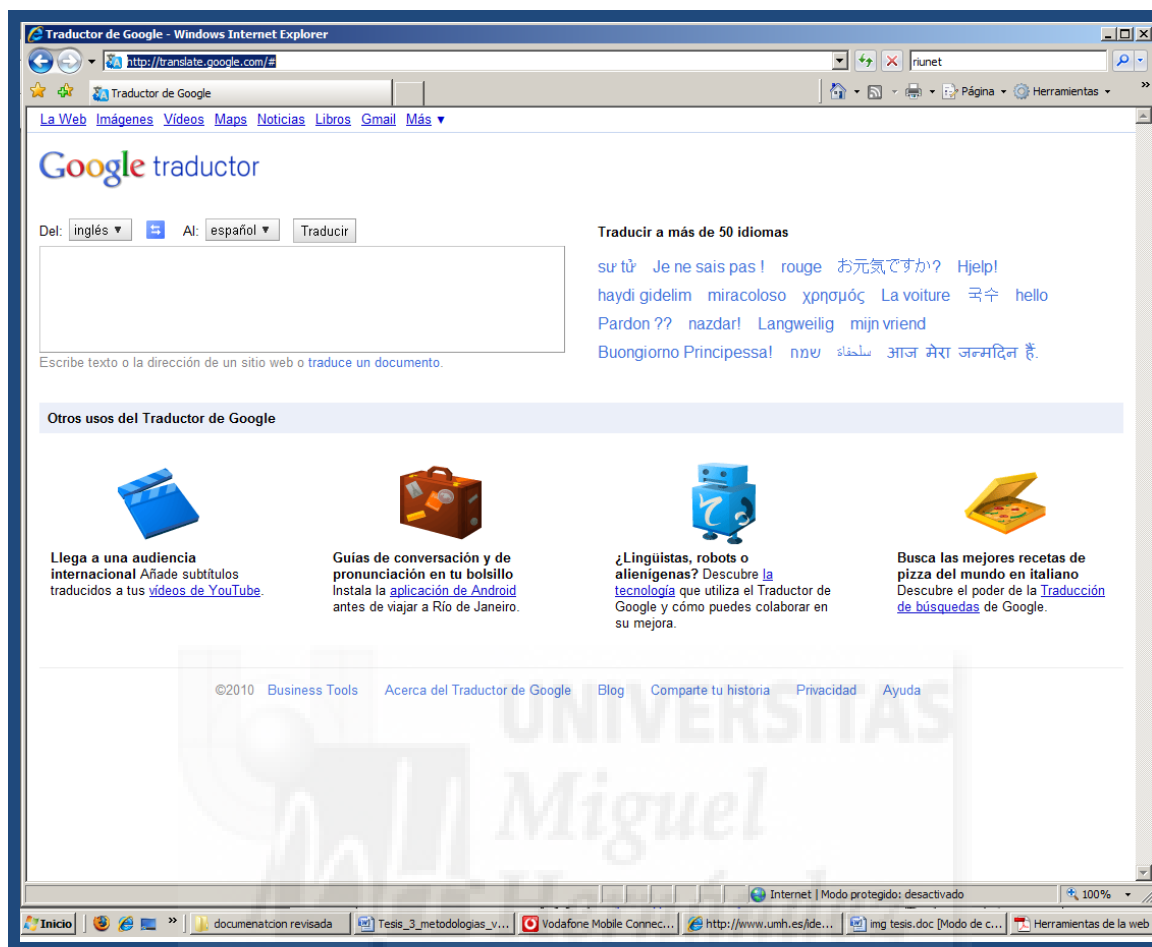 Traductor de Google - Windows Internet Explorer
http://translate.google.com/#
riunet
Traductor de Google
Página
Herramientas
»
La Web Imágenes Vídeos Maps Noticias Libros Gmail Más ▼
Google traductor
Del: inglés ▼ Al: español ▼ Traducir
Traducir a más de 50 idiomas
sư tử Je ne sais pas ! rouge お元気ですか? Hjelp!
haydi gidelim miracoloso χρησμός La voiture 국수 hello
Pardon ?? nazdar! Langweilig mijn vriend
Buongiorno Principessa! שמח سلحفاة आज मेरा जन्मदिन हैं.
Escribe texto o la dirección de un sitio web o traduce un documento.
Otros usos del Traductor de Google
Llega a una audiencia
internacional Añade subtítulos
traducidos a tus vídeos de YouTube.
Guías de conversación y de
pronunciación en tu bolsillo
Instala la aplicación de Android
antes de viajar a Río de Janeiro.
¿Lingüistas, robots o
alienígenas? Descubre la
tecnología que utiliza el Traductor de
Google y cómo puedes colaborar en
su mejora.
Busca las mejores recetas de
pizza del mundo en italiano
Descubre el poder de la Traducción
de búsquedas de Google.
©2010 Business Tools Acerca del Traductor de Google Blog Comparte tu historia Privacidad Ayuda
UNIVERSITAS
Miguel
Internet | Modo protegido: desactivado 100%
Inicio » documenatcion revisada Tesis_3_metodologias_v... Vodafone Mobile Connec... http://www.umh.es/ide... img tesis.doc [Modo de c... Herramientas de la web